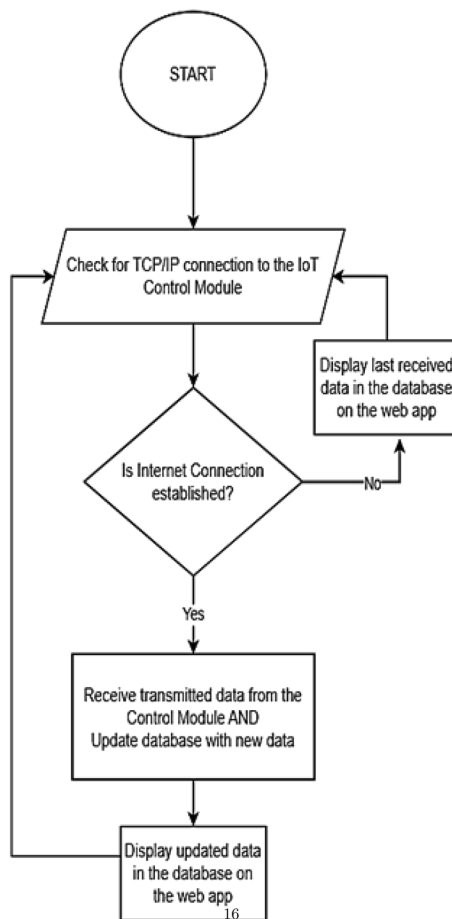 START
Check for TCP/IP connection to the IoT
Control Module
Display last received
data in the database
on the web app
Is Internet Connection
established?
No
Yes
Receive transmitted data from the
Control Module AND
Update database with new data
Display updated data
in the database on
the web app
16